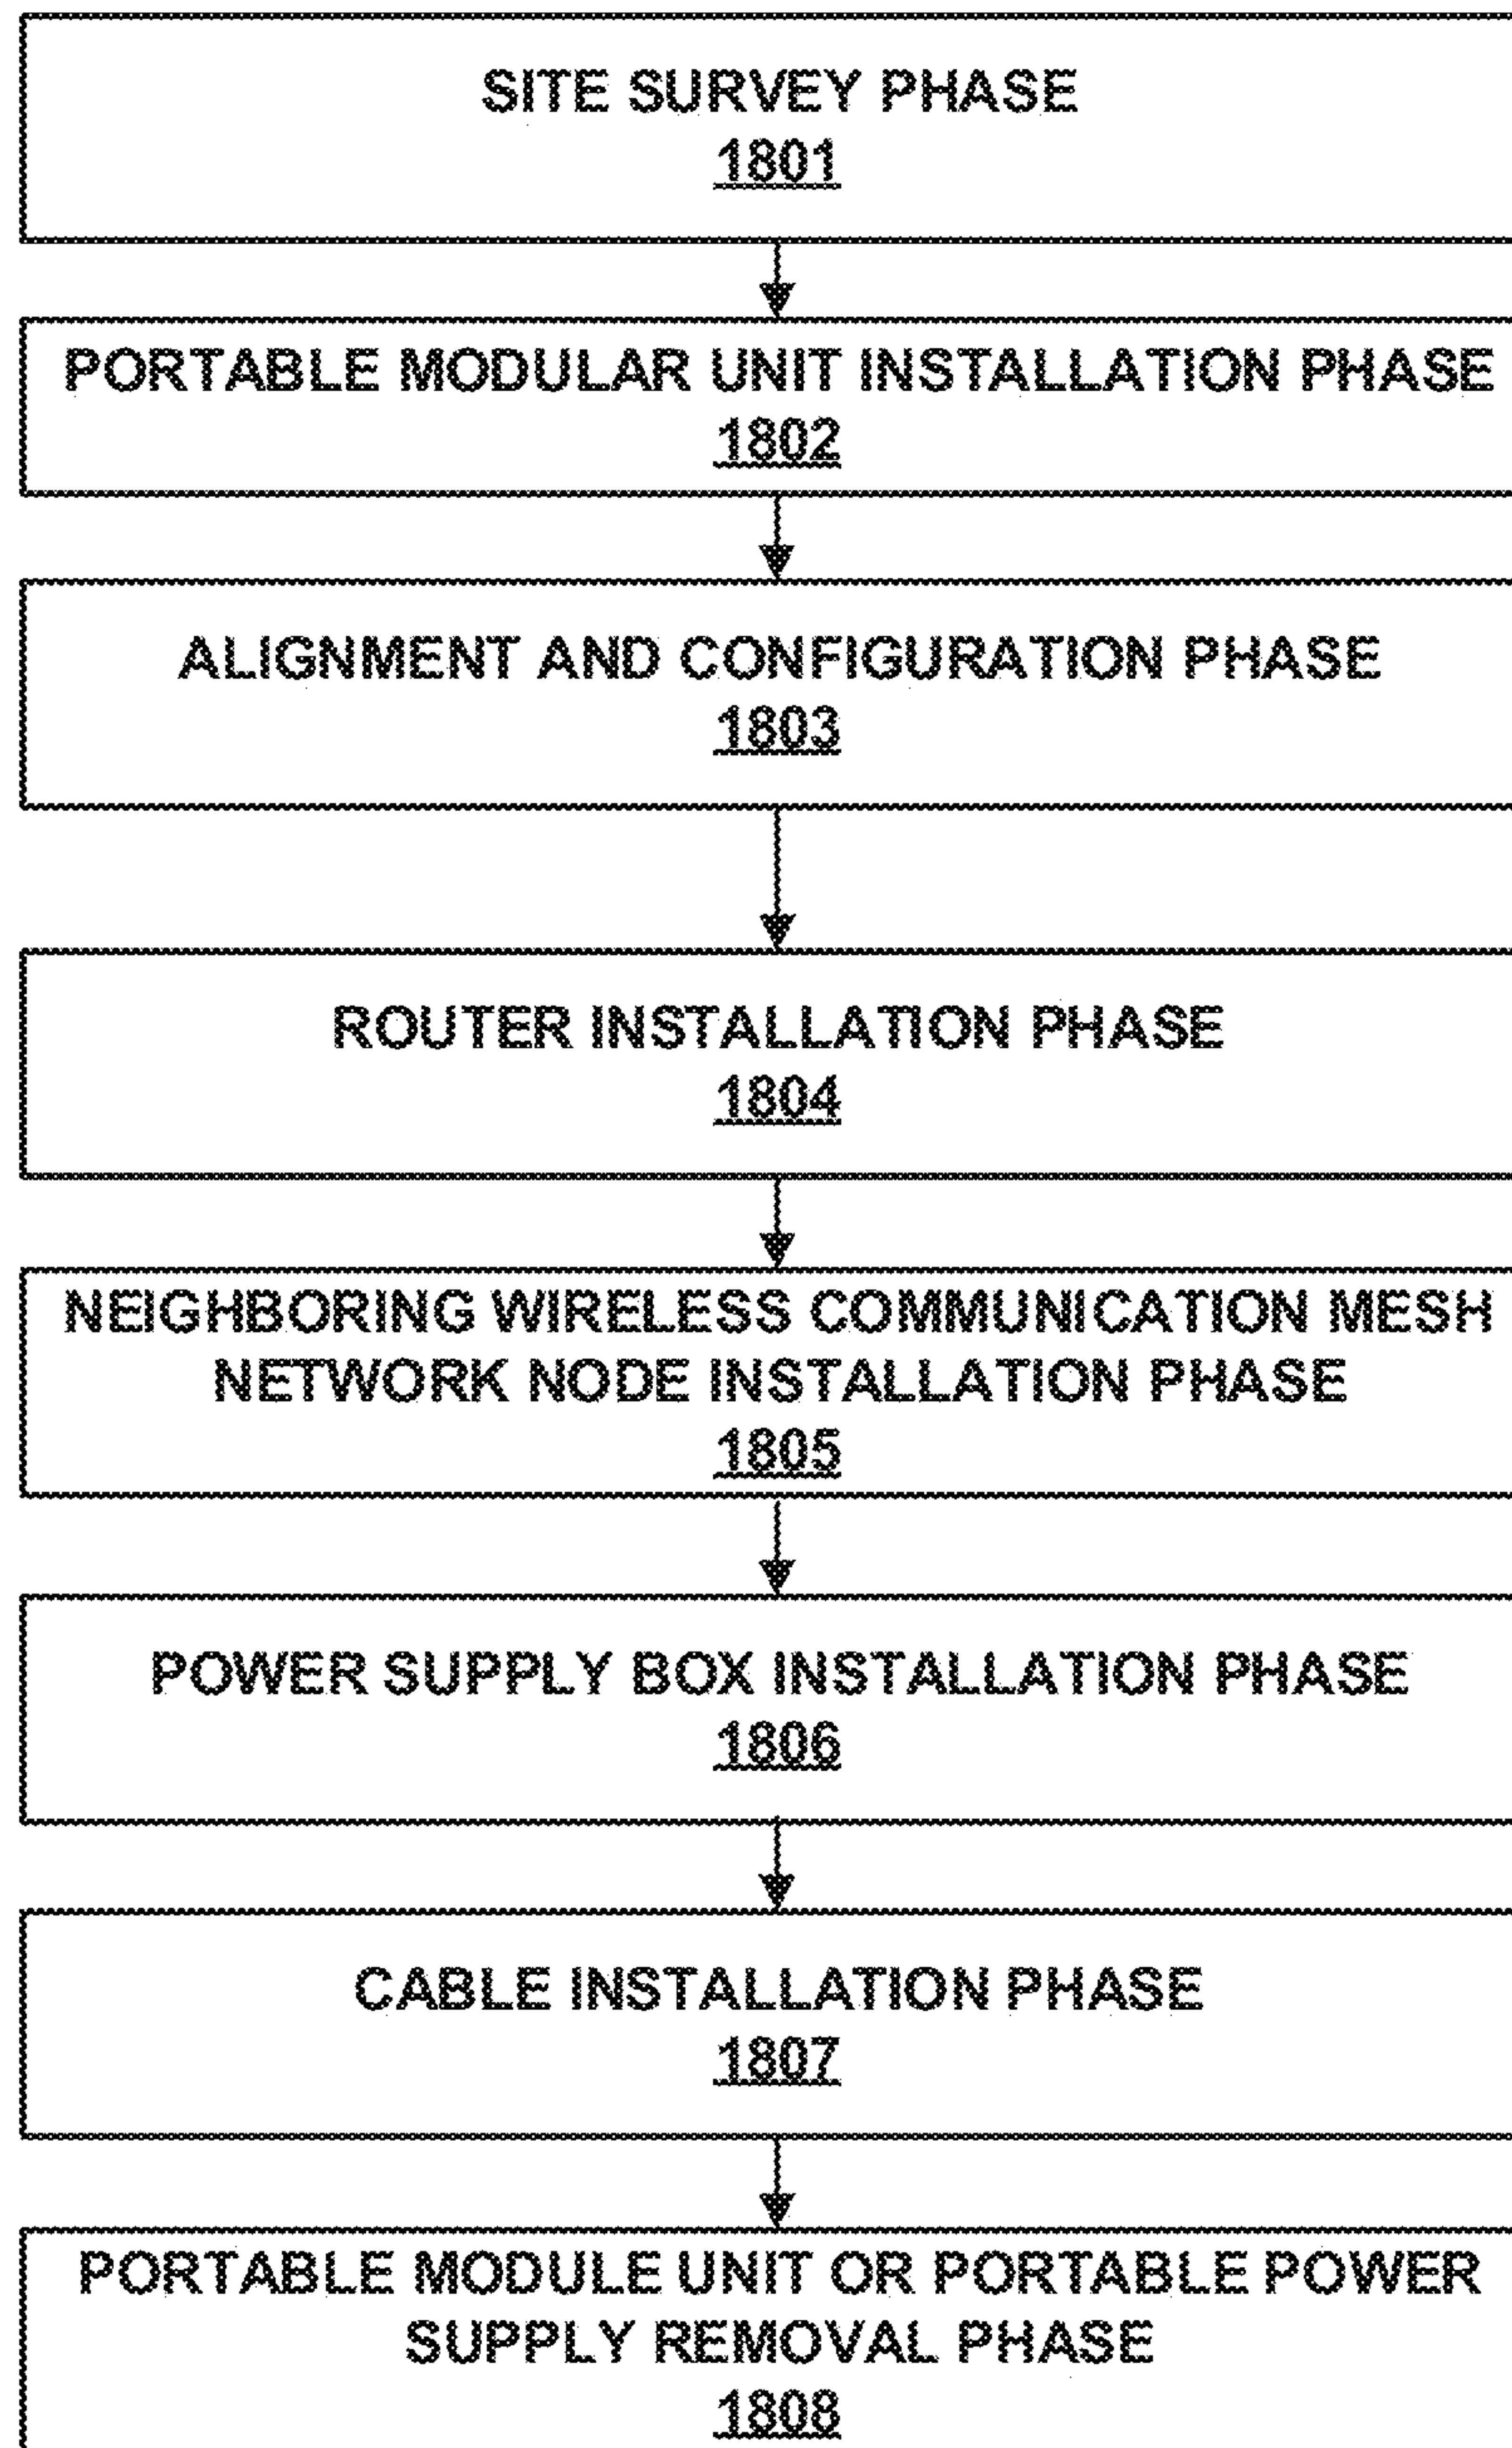 SITE SURVEY PHASE
1801
PORTABLE MODULAR UNIT INSTALLATION PHASE
1802
ALIGNMENT AND CONFIGURATION PHASE
1803
ROUTER INSTALLATION PHASE
1804
NEIGHBORING WIRELESS COMMUNICATION MESH
NETWORK NODE INSTALLATION PHASE
1805
POWER SUPPLY BOX INSTALLATION PHASE
1806
CABLE INSTALLATION PHASE
1807
PORTABLE MODULE UNIT OR PORTABLE POWER
SUPPLY REMOVAL PHASE
1808